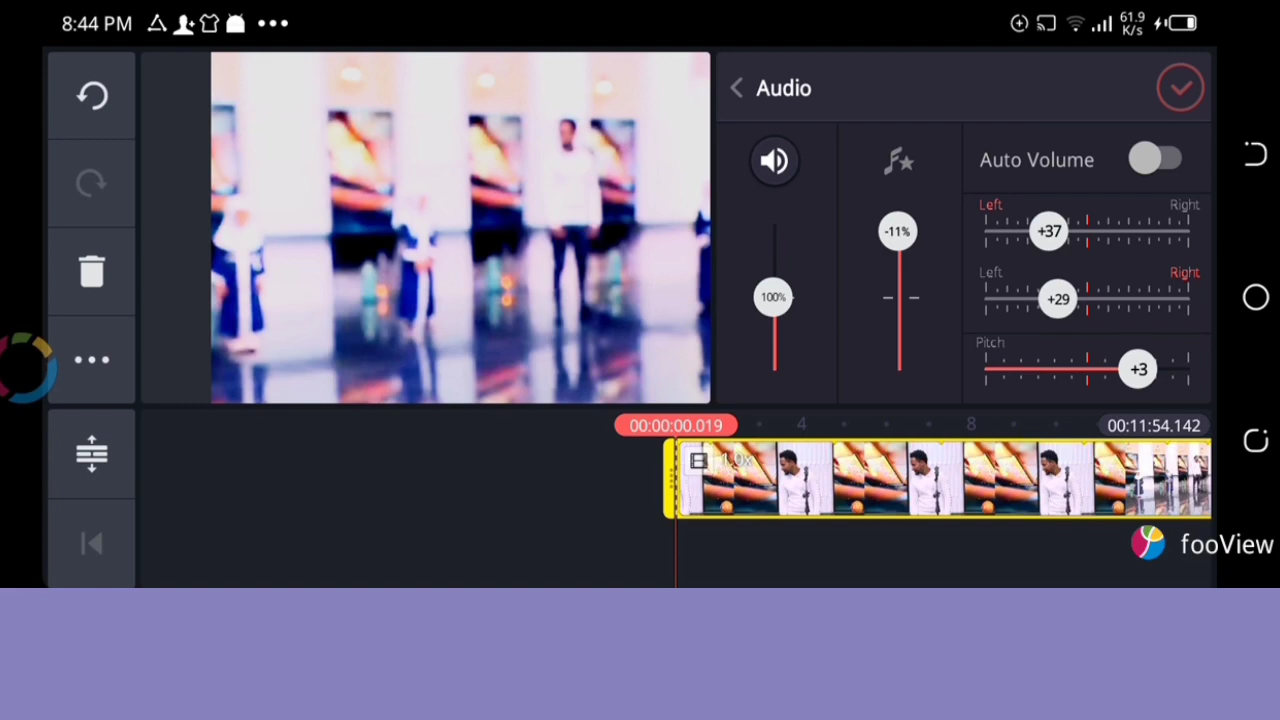 8:44 PM
61.9
K/s
Audio
Auto Volume
Left Right
+37
-11%
Left Right
100%
+29
Pitch
+3
00:00:00.019
4
8
00:11:54.142
1.0x
fooView